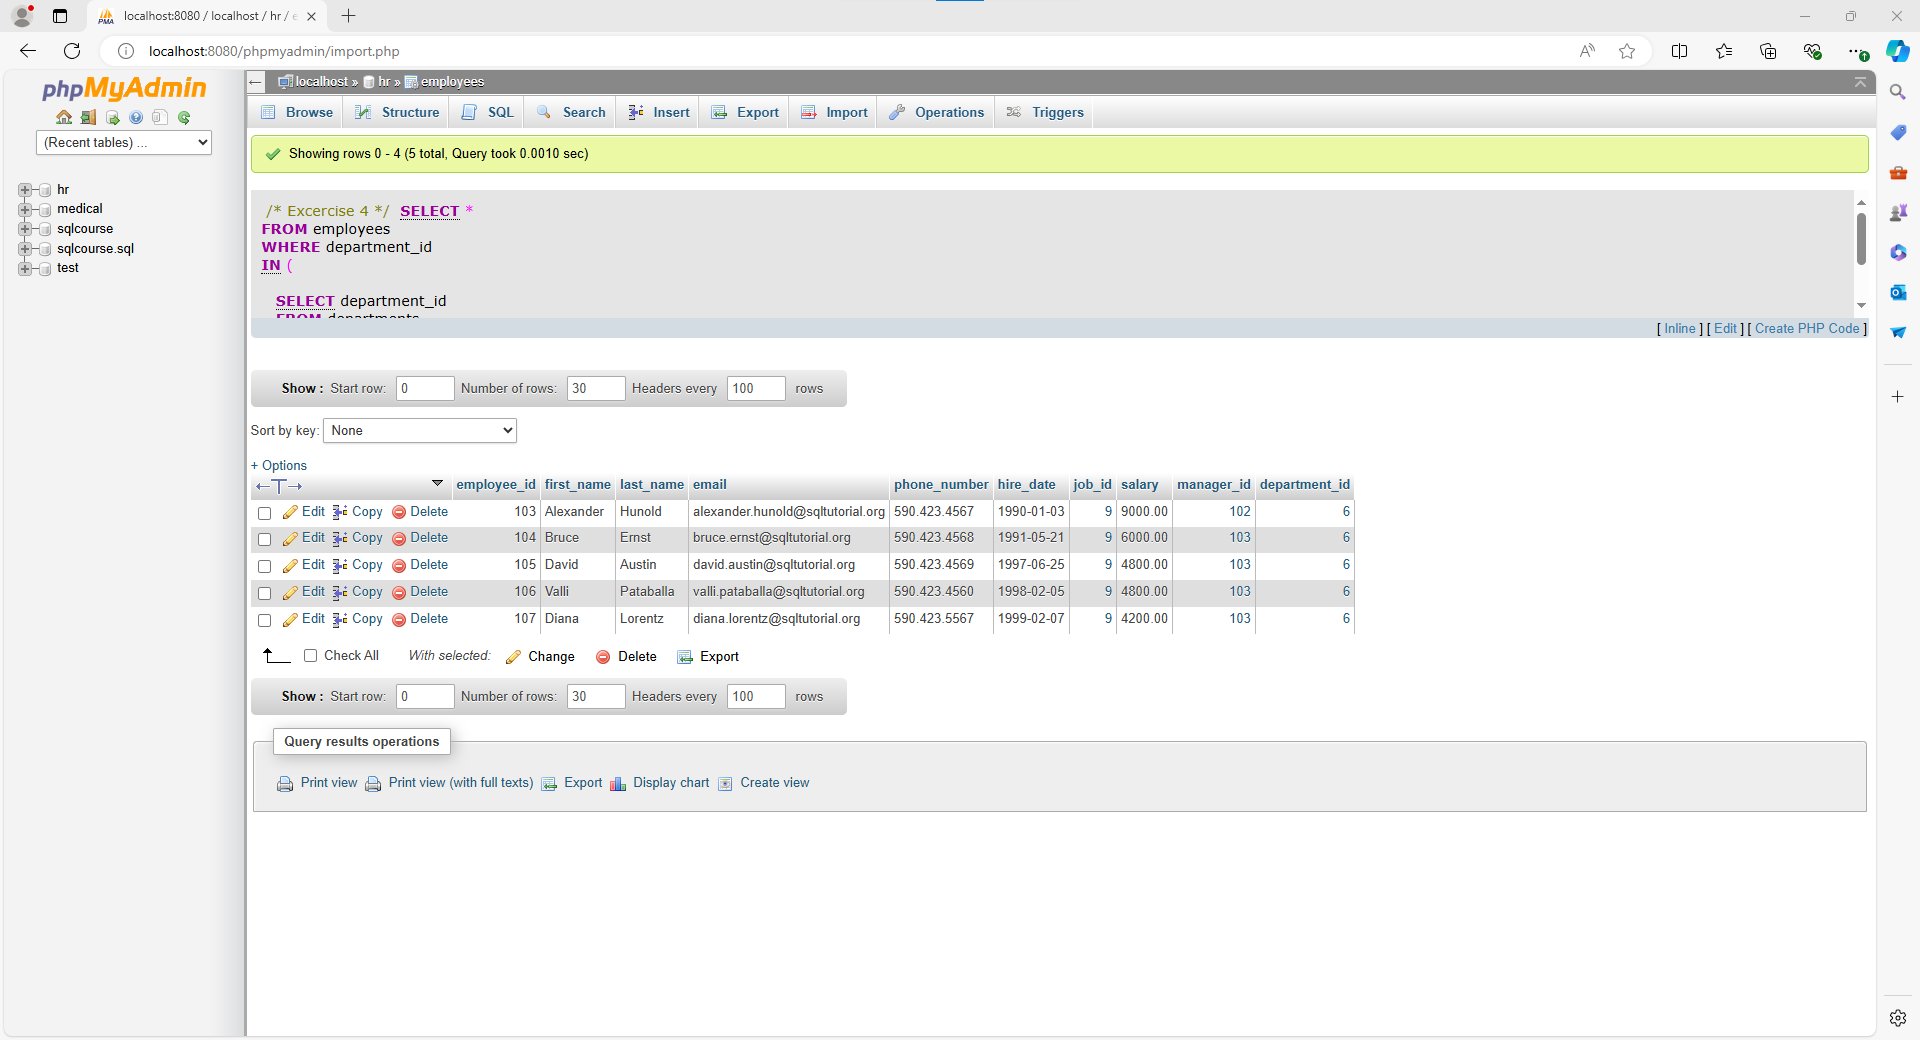 localhost:8080 / localhost / hr / e
localhost:8080/phpmyadmin/import.php
phpMyAdmin
(Recent tables) ...
hr
medical
sqlcourse
sqlcourse.sql
test
localhost » hr » employees
Browse Structure SQL Search Insert Export Import Operations Triggers
Showing rows 0 - 4 (5 total, Query took 0.0010 sec)
/* Excercise 4 */ SELECT *
FROM employees
WHERE department_id
IN (
SELECT department_id
FROM departments
[ Inline ] [ Edit ] [ Create PHP Code ]
Show : Start row: 0 Number of rows: 30 Headers every 100 rows
Sort by key: None
+ Options
employee_id first_name last_name email phone_number hire_date job_id salary manager_id department_id
Edit Copy Delete 103 Alexander Hunold alexander.hunold@sqltutorial.org 590.423.4567 1990-01-03 9 9000.00 102 6
Edit Copy Delete 104 Bruce Ernst bruce.ernst@sqltutorial.org 590.423.4568 1991-05-21 9 6000.00 103 6
Edit Copy Delete 105 David Austin david.austin@sqltutorial.org 590.423.4569 1997-06-25 9 4800.00 103 6
Edit Copy Delete 106 Valli Pataballa valli.pataballa@sqltutorial.org 590.423.4560 1998-02-05 9 4800.00 103 6
Edit Copy Delete 107 Diana Lorentz diana.lorentz@sqltutorial.org 590.423.5567 1999-02-07 9 4200.00 103 6
Check All With selected: Change Delete Export
Show : Start row: 0 Number of rows: 30 Headers every 100 rows
Query results operations
Print view Print view (with full texts) Export Display chart Create view